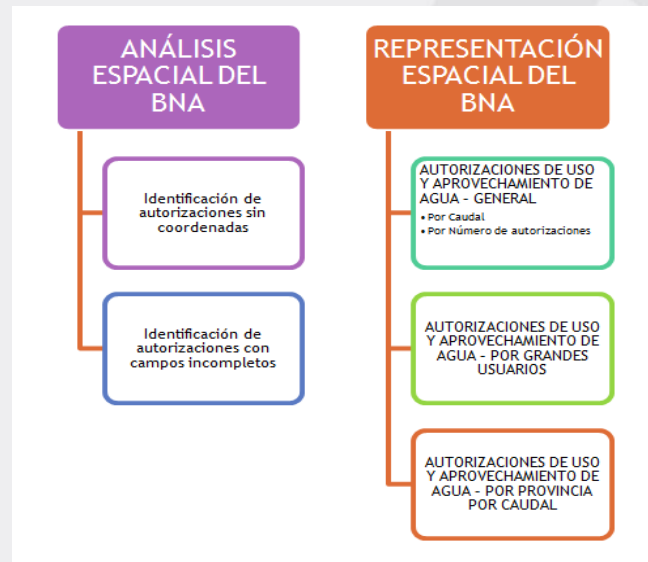 ANÁLISIS
ESPACIAL DEL
BNA
Identificación de
autorizaciones sin
coordenadas
Identificación de
autorizaciones con
campos incompletos
REPRESENTACIÓN
ESPACIAL DEL
BNA
AUTORIZACIONES DE USO
Y APROVECHAMIENTO DE
AGUA – GENERAL
• Por Caudal
• Por Número de autorizaciones
AUTORIZACIONES DE USO
Y APROVECHAMIENTO DE
AGUA – POR GRANDES
USUARIOS
AUTORIZACIONES DE USO
Y APROVECHAMIENTO DE
AGUA – POR PROVINCIA
POR CAUDAL